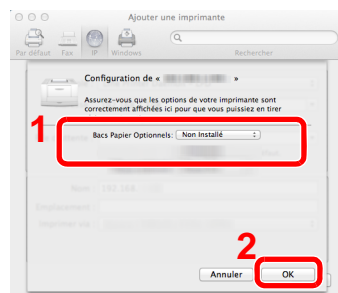 Ajouter une imprimante
Par défaut Fax IP Windows Rechercher
Configuration de « »
Assurez-vous que les options de votre imprimante sont
correctement affichées ici pour que vous puissiez en tirer
1
Bacs Papier Optionnels: Non Installé
Nom : 192.168
Emplacement
Imprimer via
2
Annuler OK